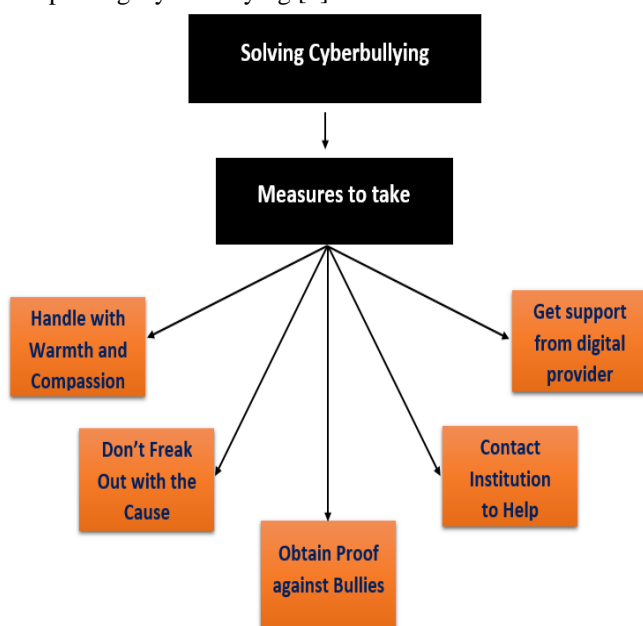 Solving Cyberbullying
Measures to take
Handle with
Warmth and
Compassion
Get support
from digital
provider
Don't Freak
Out with the
Cause
Contact
Institution
to Help
Obtain Proof
against Bullies